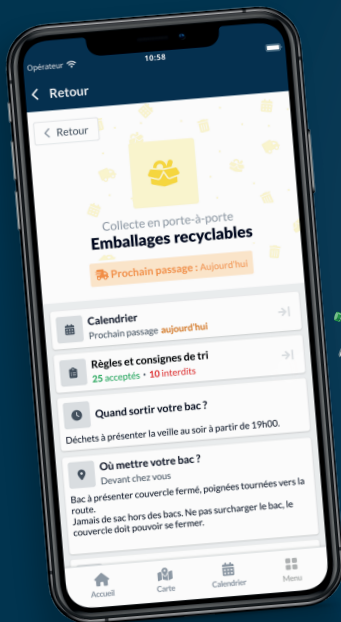 Opérateur
10:58
Retour
Retour
Collecte en porte-à-porte
Emballages recyclables
Prochain passage : Aujourd'hui
Calendrier
Prochain passage aujourd'hui
Règles et consignes de tri
25 acceptés • 10 interdits
Quand sortir votre bac ?
Déchets à présenter la veille au soir à partir de 19h00.
Où mettre votre bac ?
Devant chez vous
Bac à présenter couvercle fermé, poignées tournées vers la
route.
Jamais de sac hors des bacs. Ne pas surcharger le bac, le
couvercle doit pouvoir se fermer.
Accueil
Carte
Calendrier
Menu